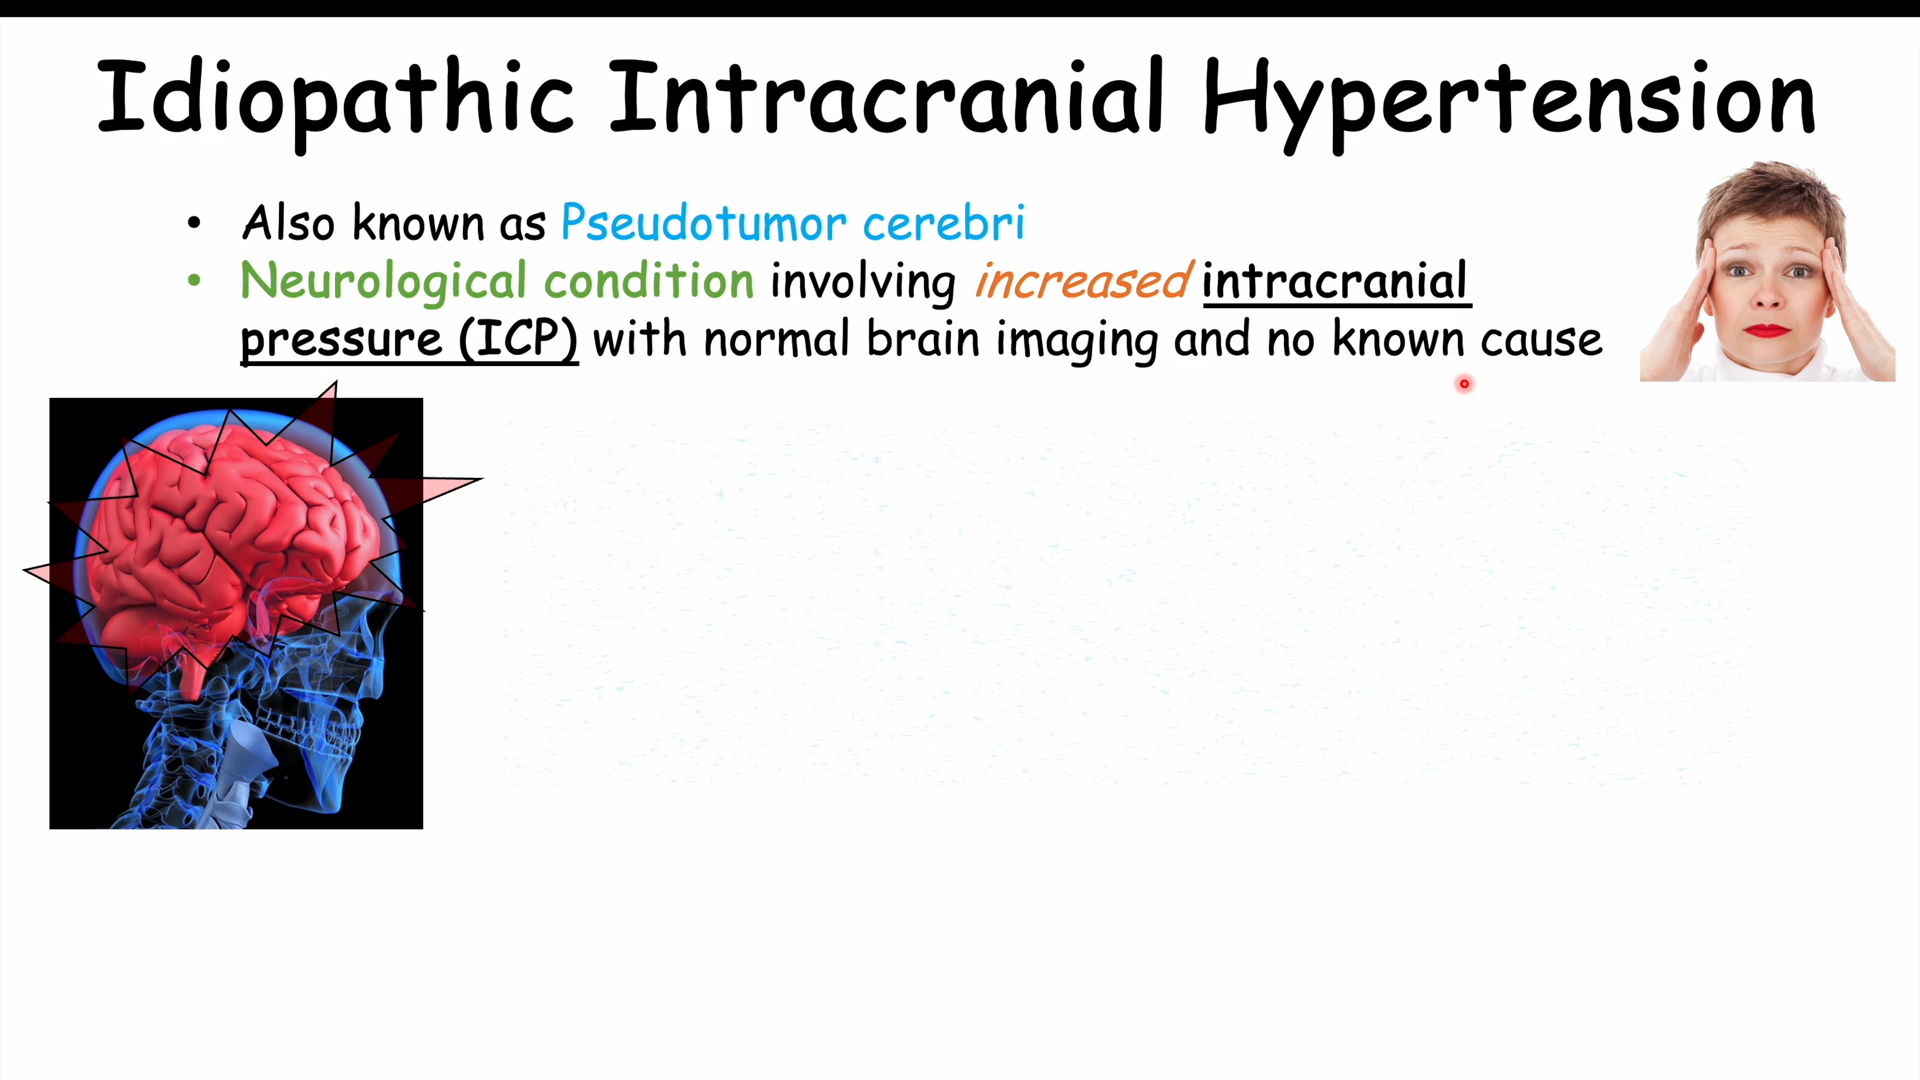 Idiopathic Intracranial Hypertension
• Also known as Pseudotumor cerebri
• Neurological condition involving increased intracranial
pressure (ICP) with normal brain imaging and no known cause